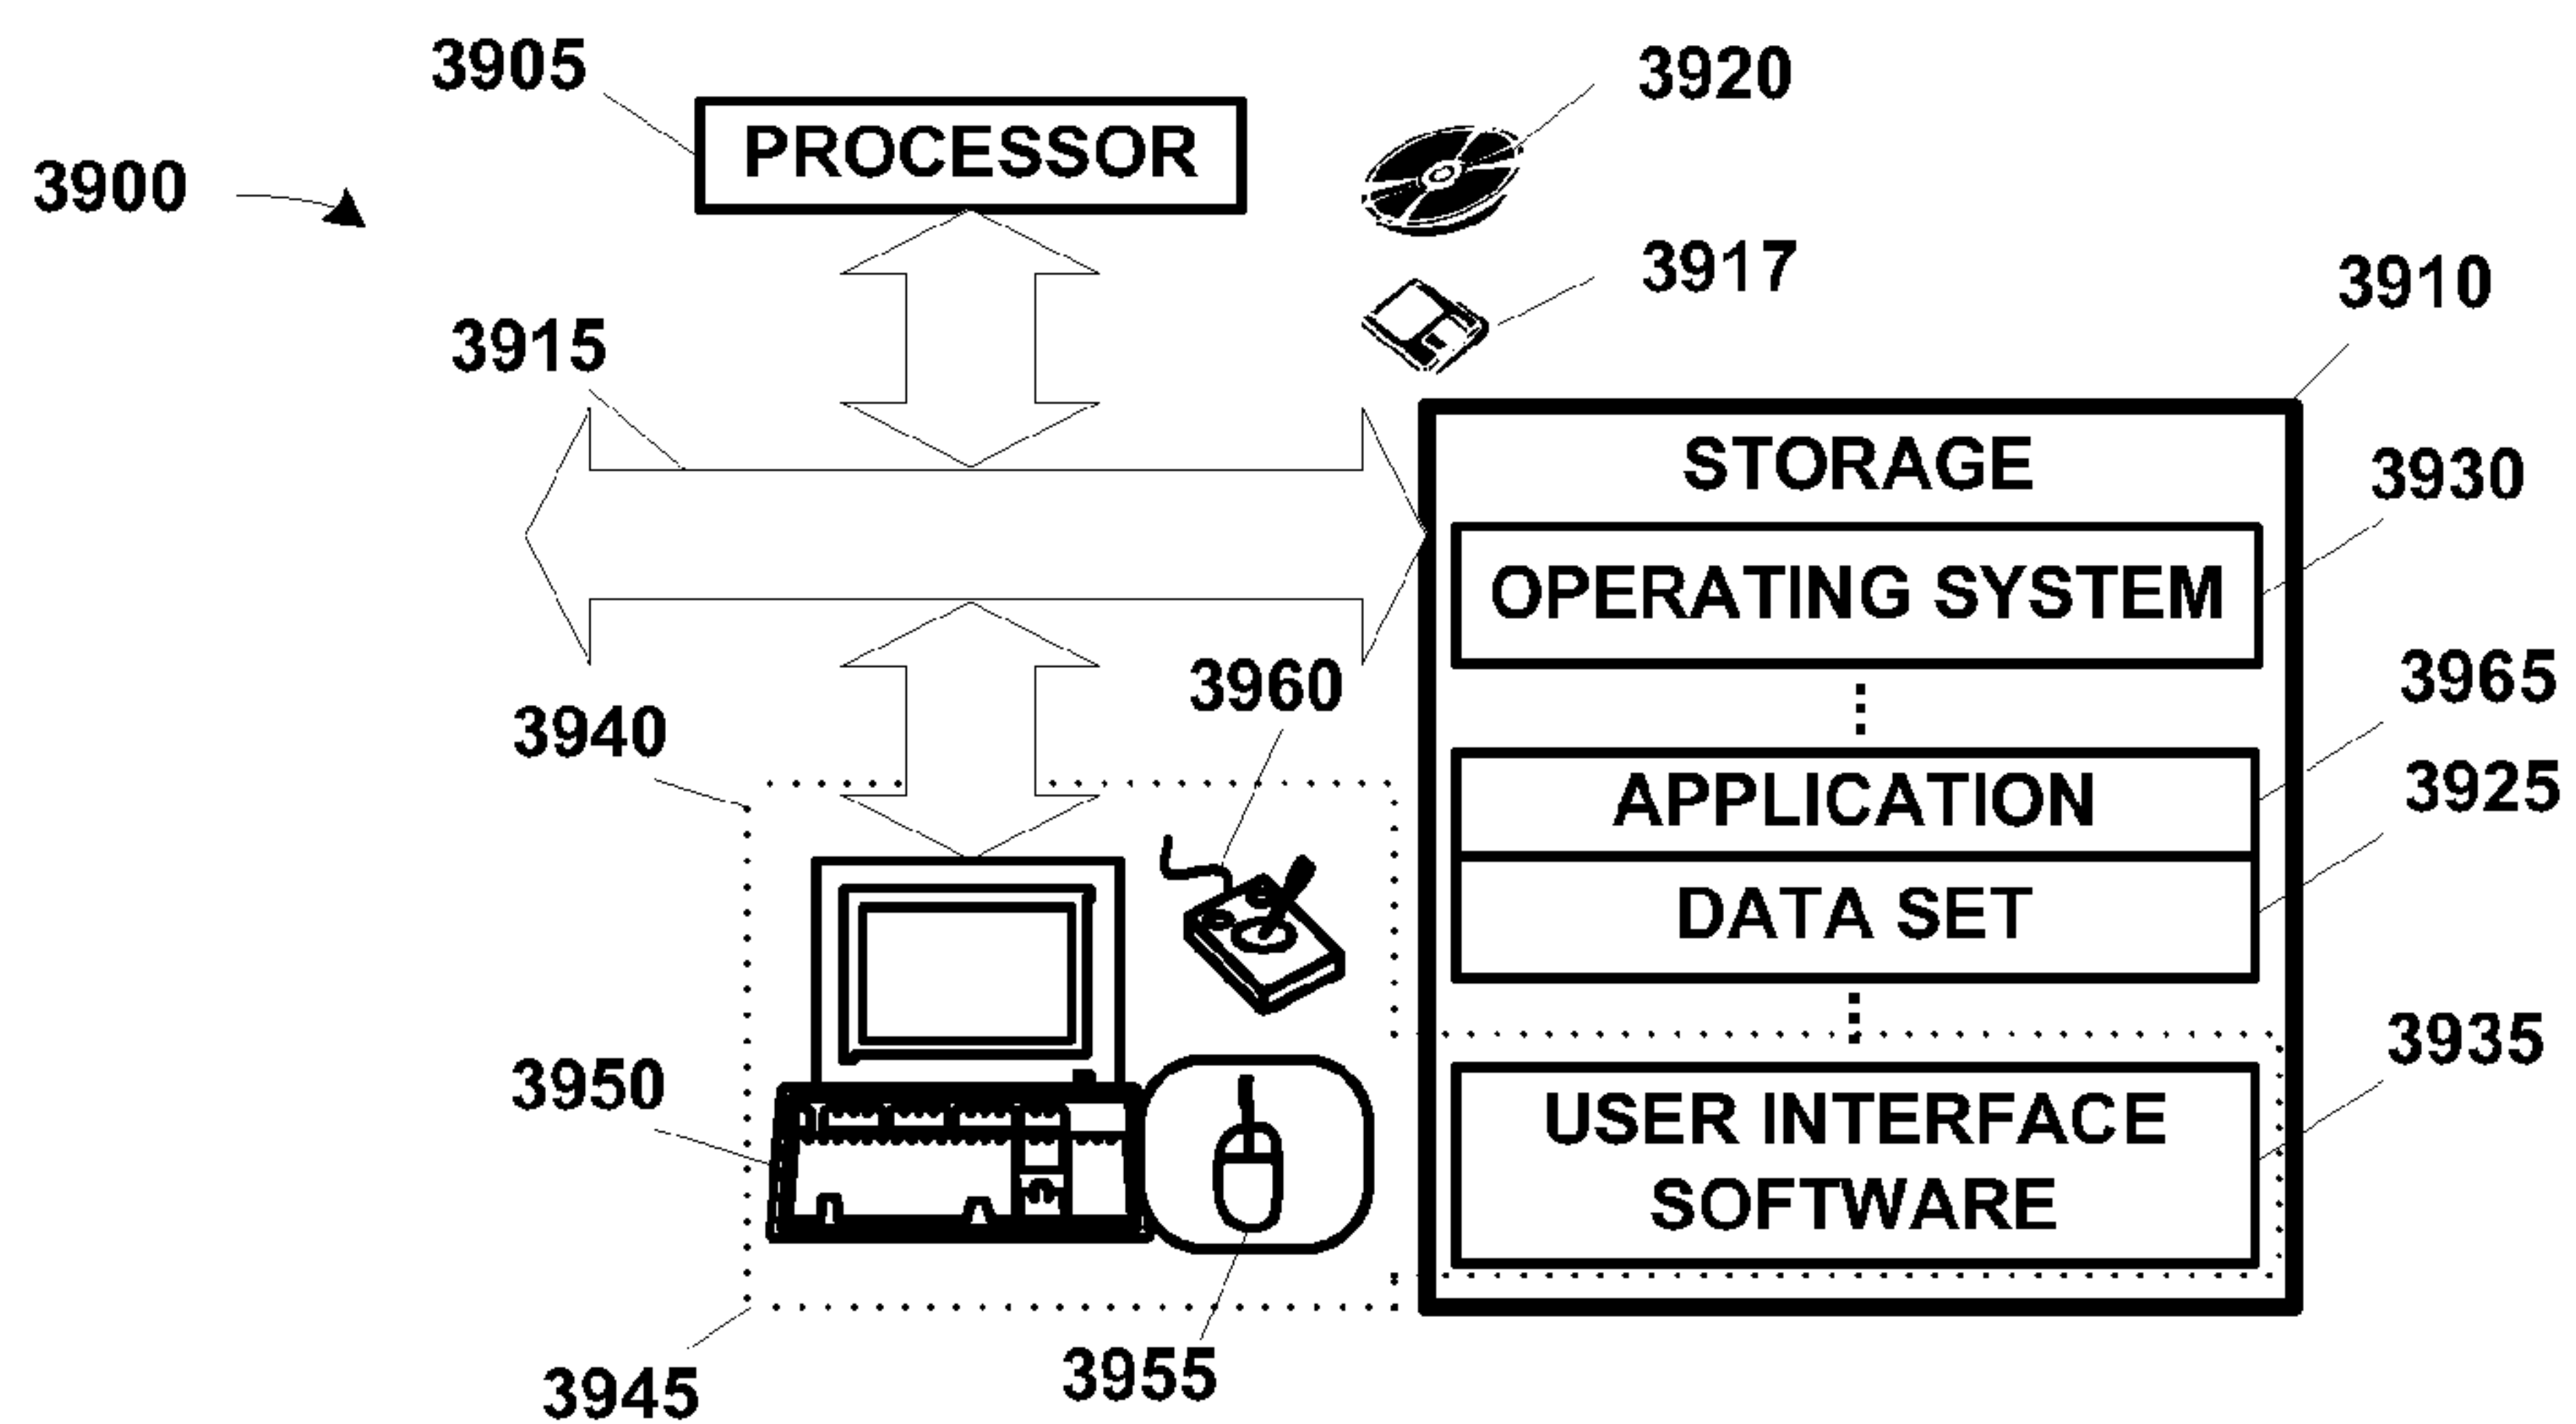 3905
PROCESSOR
3920
3900
3917
3910
3915
STORAGE
3930
OPERATING SYSTEM
3960
3965
3940
APPLICATION
3925
DATA SET
3935
3950
USER INTERFACE
SOFTWARE
3955
3945